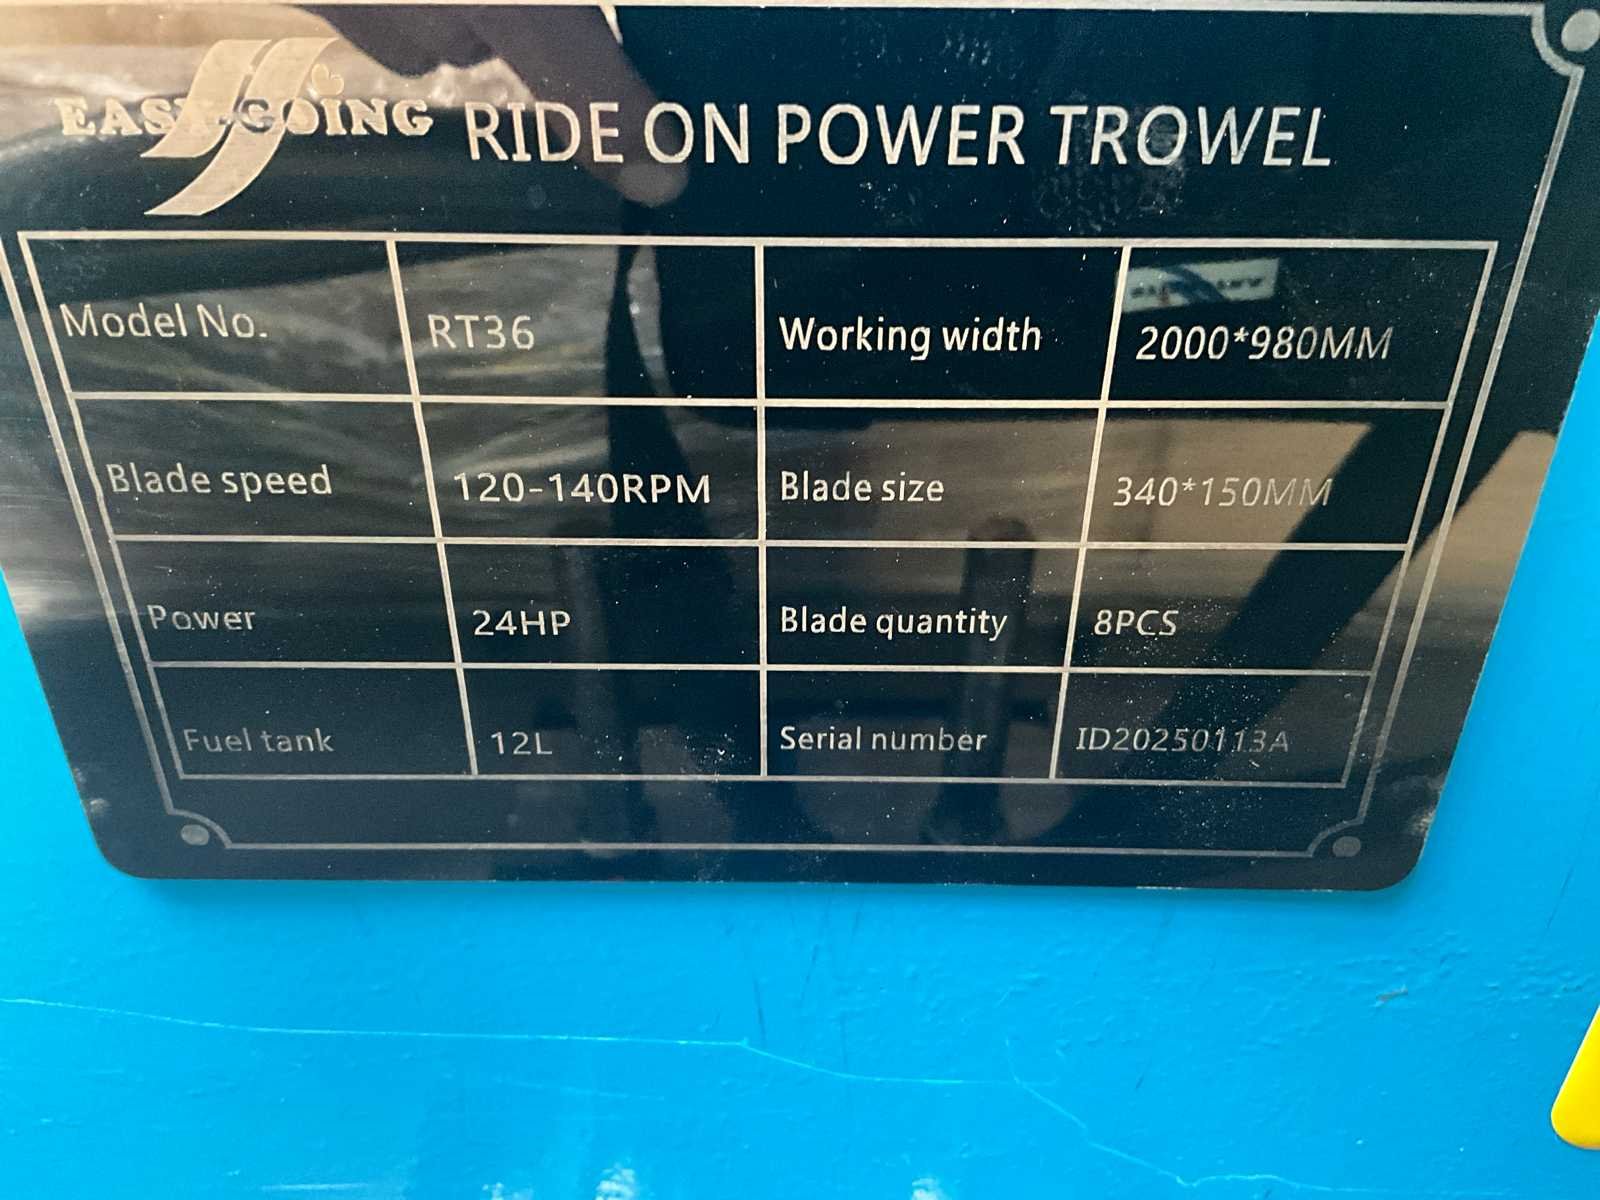 EASY-GOING RIDE ON POWER TROWEL
Model No. RT36 Working width 2000*980MM
Blade speed 120-140RPM Blade size 340*150MM
Power 24HP Blade quantity 8PCS
Fuel tank 12L Serial number ID20250113A